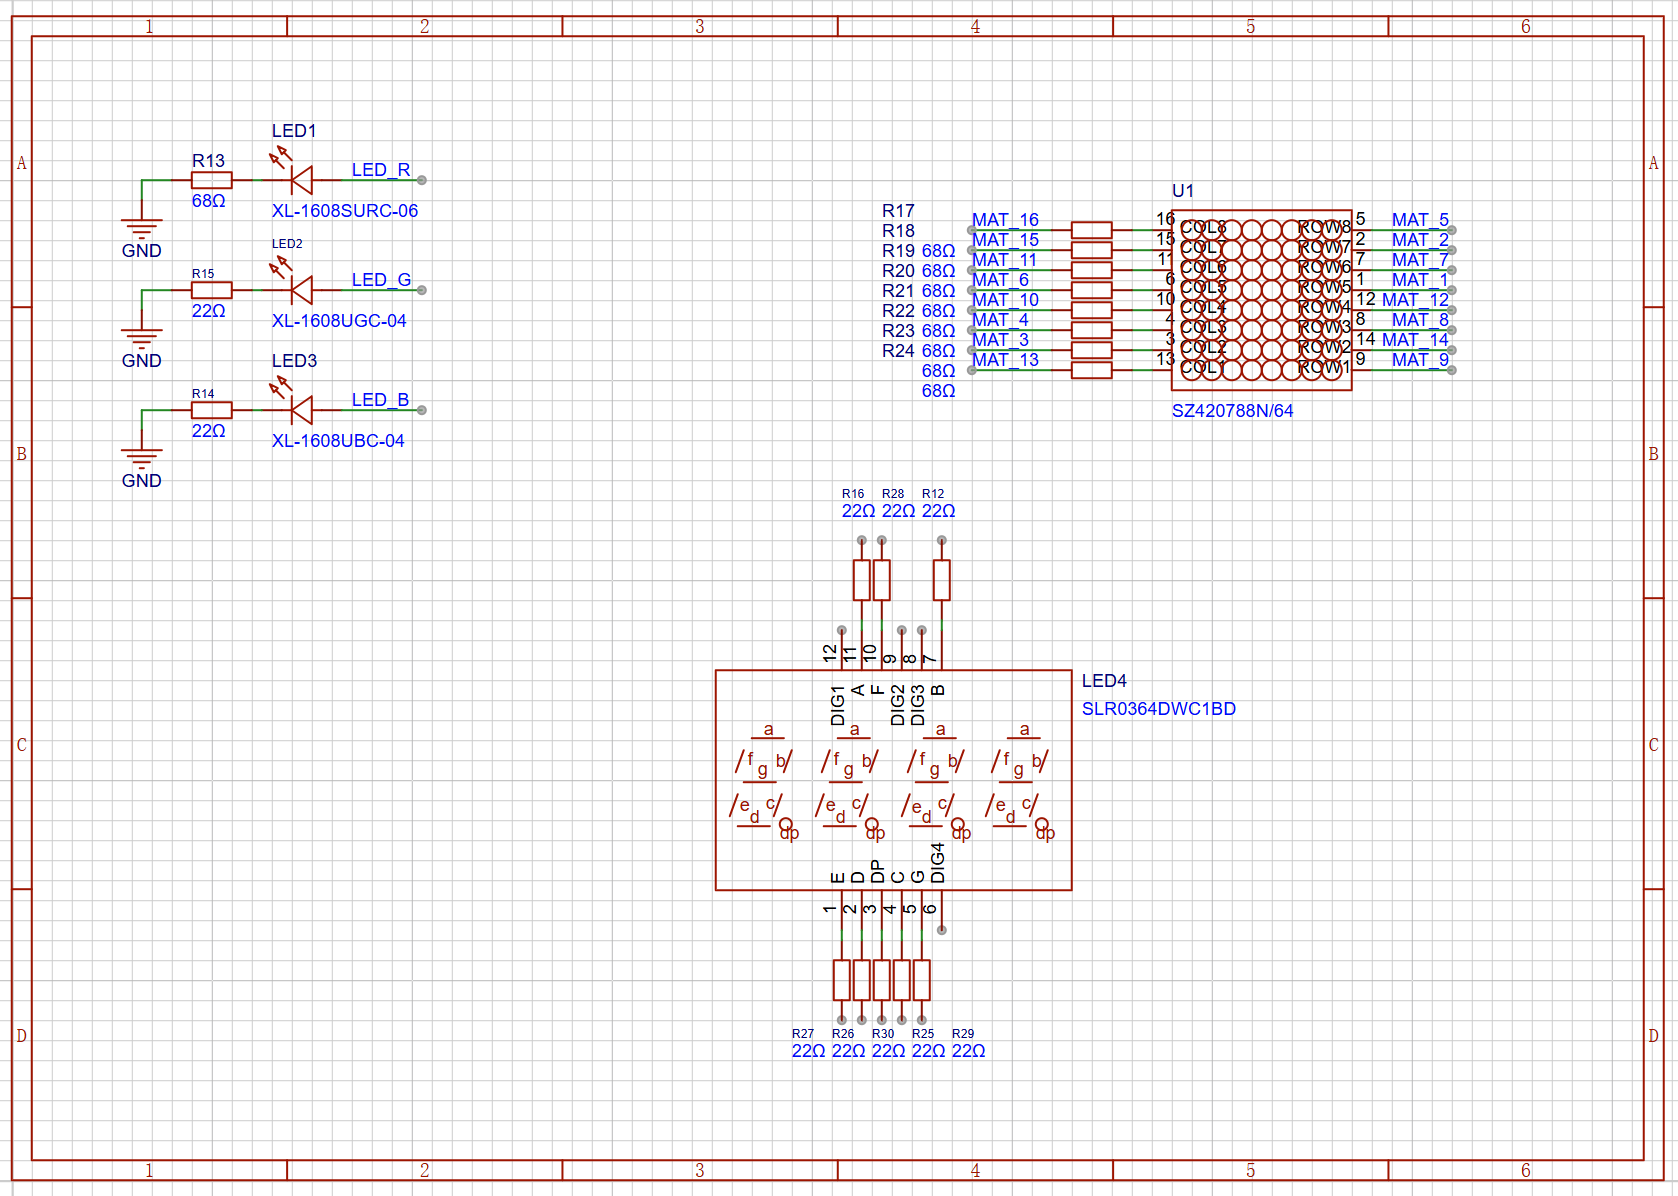 1 2 3 4 5 6
A A
LED1
R13
LED_R
68Ω
XL-1608SURC-06
GND
LED2
R15
LED_G
22Ω
XL-1608UGC-04
GND
LED3
R14
LED_B
22Ω
XL-1608UBC-04
GND
B B
U1
R17
R18
R19 68Ω
R20 68Ω
R21 68Ω
R22 68Ω
R23 68Ω
R24 68Ω
68Ω
68Ω
MAT_16 16 COL8 ROW8 5 MAT_5
MAT_15 15 COL7 ROW7 2 MAT_2
MAT_11 11 COL6 ROW6 7 MAT_7
MAT_6 6 COL5 ROW5 1 MAT_1
MAT_10 10 COL4 ROW4 12 MAT_12
MAT_4 4 COL3 ROW3 8 MAT_8
MAT_3 3 COL2 ROW2 14 MAT_14
MAT_13 13 COL1 ROW1 9 MAT_9
SZ420788N/64
R16 R28 R12
22Ω 22Ω 22Ω
12 11 10 9 8 7
DIG1 A F DIG2 DIG3 B
LED4
SLR0364DWC1BD
C C
a a a a
f b f b f b f b
g g g g
e c e c e c e c
d d d d
dp dp dp dp
E D DP C G DIG4
1 2 3 4 5 6
R27 R26 R30 R25 R29
22Ω 22Ω 22Ω 22Ω 22Ω
D D
1 2 3 4 5 6